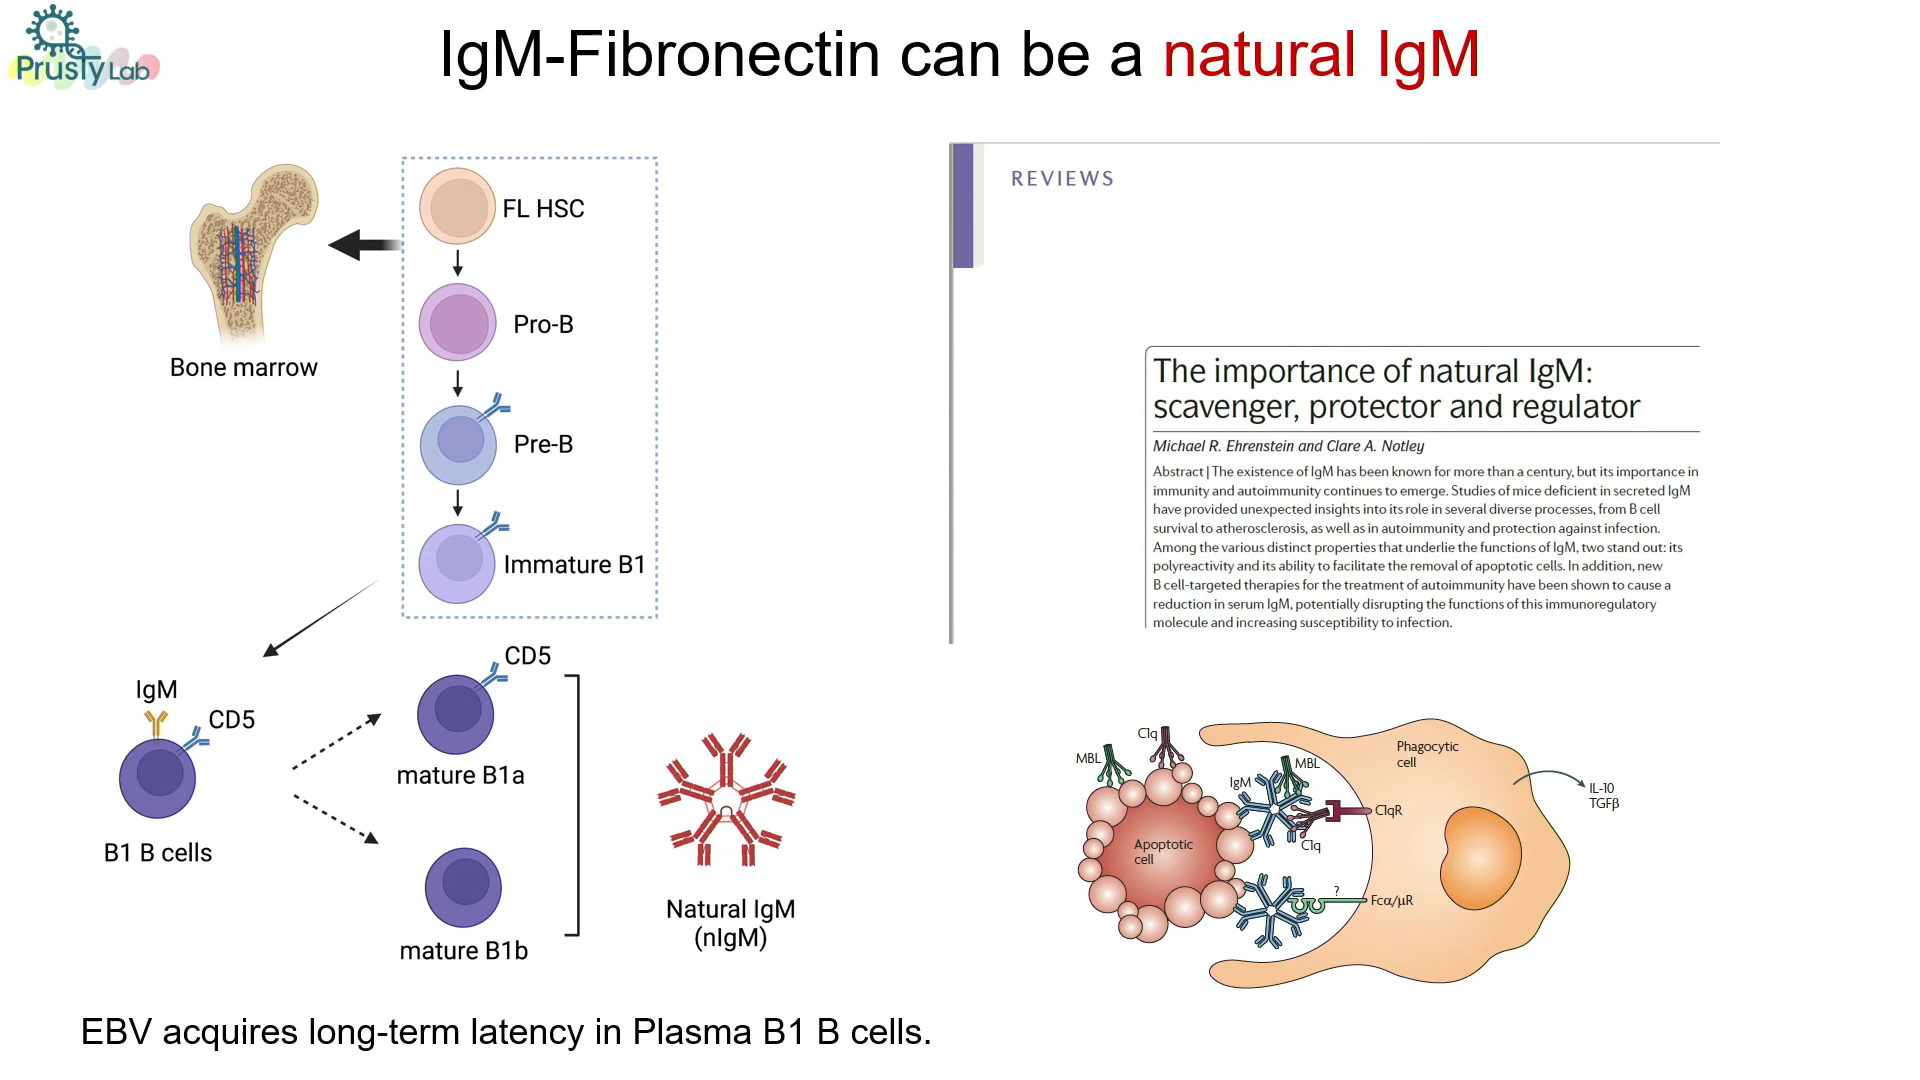 Prusty Lab
IgM-Fibronectin can be a natural IgM
FL HSC
Pro-B
Pre-B
Immature B1
Bone marrow
IgM
CD5
B1 B cells
CD5
mature B1a
mature B1b
Natural IgM
(nIgM)
EBV acquires long-term latency in Plasma B1 B cells.
REVIEWS
The importance of natural IgM:
scavenger, protector and regulator
Michael R. Ehrenstein and Clare A. Notley
Abstract | The existence of IgM has been known for more than a century, but its importance in
immunity and autoimmunity continues to emerge. Studies of mice deficient in secreted IgM
have provided unexpected insights into its role in several diverse processes, from B cell
survival to atherosclerosis, as well as in autoimmunity and protection against infection.
Among the various distinct properties that underlie the functions of IgM, two stand out: its
polyreactivity and its ability to facilitate the removal of apoptotic cells. In addition, new
B cell-targeted therapies for the treatment of autoimmunity have been shown to cause a
reduction in serum IgM, potentially disrupting the functions of this immunoregulatory
molecule and increasing susceptibility to infection.
MBL
C1q
IgM
MBL
C1qR
C1q
Apoptotic
cell
?
Fcα/μR
Phagocytic
cell
IL-10
TGFβ